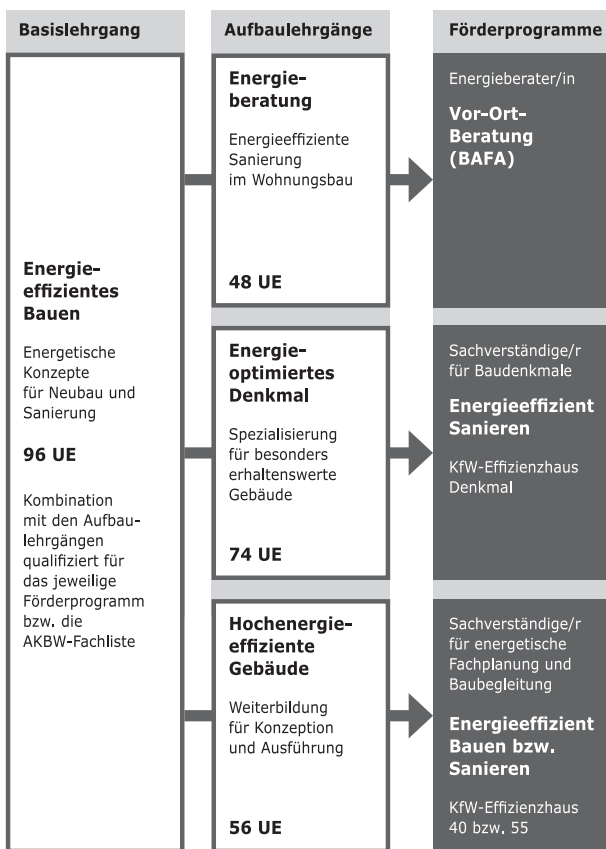 Basislehrgang
Energie-
effizientes
Bauen
Energetische
Konzepte
für Neubau und
Sanierung
96 UE
Kombination
mit den Aufbau-
lehrgängen
qualifiziert für
das jeweilige
Förderprogramm
bzw. die
AKBW-Fachliste
Aufbaulehrgänge
Energie-
beratung
Energieeffiziente
Sanierung
im Wohnungsbau
48 UE
Energie-
optimiertes
Denkmal
Spezialisierung
für besonders
erhaltenswerte
Gebäude
74 UE
Hochenergie-
effiziente
Gebäude
Weiterbildung
für Konzeption
und Ausführung
56 UE
Förderprogramme
Energieberater/in
Vor-Ort-
Beratung
(BAFA)
Sachverständige/r
für Baudenkmale
Energieeffizient
Sanieren
KfW-Effizienzhaus
Denkmal
Sachverständige/r
für energetische
Fachplanung und
Baubegleitung
Energieeffizient
Bauen bzw.
Sanieren
KfW-Effizienzhaus
40 bzw. 55